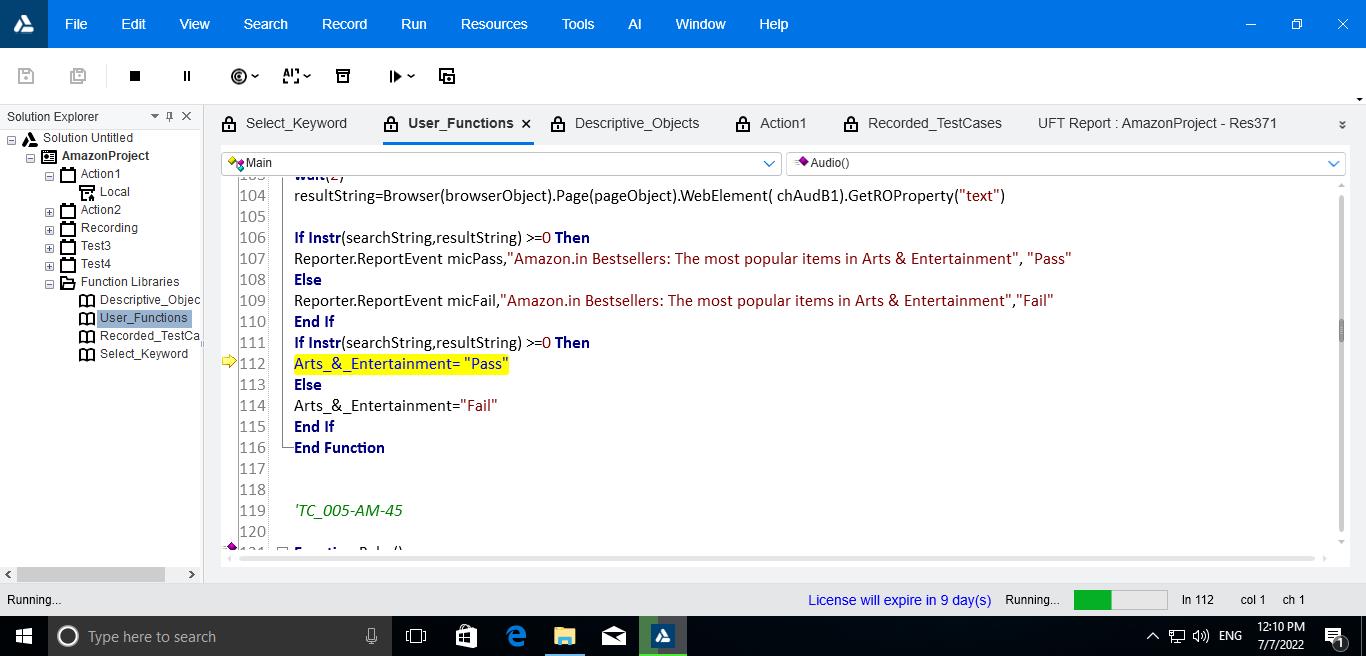 File Edit View Search Record Run Resources Tools AI Window Help
Solution Explorer
Solution Untitled
AmazonProject
Action1
Local
Action2
Recording
Test3
Test4
Function Libraries
Descriptive_Objec
User_Functions
Recorded_TestCa
Select_Keyword
Select_Keyword User_Functions Descriptive_Objects Action1 Recorded_TestCases UFT Report : AmazonProject - Res371
Main Audio()
wait(2)
104 resultString=Browser(browserObject).Page(pageObject).WebElement( chAudB1).GetROProperty("text")
105
106 If Instr(searchString,resultString) >=0 Then
107 Reporter.ReportEvent micPass,"Amazon.in Bestsellers: The most popular items in Arts & Entertainment", "Pass"
108 Else
109 Reporter.ReportEvent micFail,"Amazon.in Bestsellers: The most popular items in Arts & Entertainment","Fail"
110 End If
111 If Instr(searchString,resultString) >=0 Then
112 Arts_&_Entertainment= "Pass"
113 Else
114 Arts_&_Entertainment="Fail"
115 End If
116 End Function
117
118
119 'TC_005-AM-45
120
Running... License will expire in 9 day(s) Running... ln 112 col 1 ch 1
Type here to search ENG 12:10 PM
7/7/2022 1